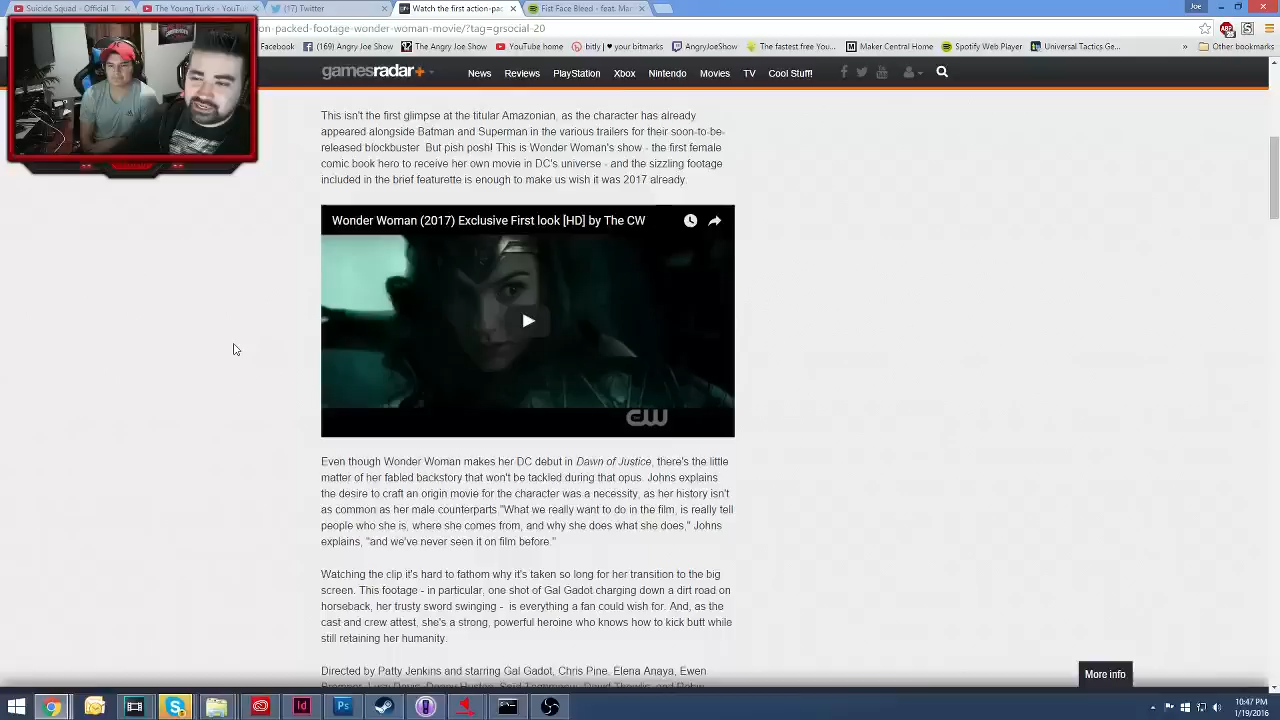 Suicide Squad - Official T
The Young Turks - YouTu
(17) Twitter
Watch the first action-pac
Fist Face Bleed - feat. Mar
Joe
on-packed-footage-wonder-woman-movie/?tag=grsocial-20
Facebook
(169) Angry Joe Show
The Angry Joe Show
bitly | ♥ your bitmarks
AngryJoeShow
The fastest free You...
Maker Central Home
Spotify Web Player
Universal Tactics Ge...
»
Other bookmarks
gamesradar+
News
Reviews
PlayStation
Xbox
Nintendo
Movies
TV
Cool Stuff!
This isn't the first glimpse at the titular Amazonian, as the character has already
appeared alongside Batman and Superman in the various trailers for their soon-to-be-
released blockbuster. But pish posh! This is Wonder Woman's show - the first female
comic book hero to receive her own movie in DC's universe - and the sizzling footage
included in the brief featurette is enough to make us wish it was 2017 already.
Wonder Woman (2017) Exclusive First look [HD] by The CW
CW
Even though Wonder Woman makes her DC debut in Dawn of Justice, there's the little
matter of her fabled backstory that won't be tackled during that opus. Johns explains
the desire to craft an origin movie for the character was a necessity, as her history isn't
as common as her male counterparts."What we really want to do in the film, is really tell
people who she is, where she comes from, and why she does what she does," Johns
explains, "and we've never seen it on film before."
Watching the clip it's hard to fathom why it's taken so long for her transition to the big
screen. This footage - in particular, one shot of Gal Gadot charging down a dirt road on
horseback, her trusty sword swinging - is everything a fan could wish for. And, as the
cast and crew attest, she's a strong, powerful heroine who knows how to kick butt while
still retaining her humanity.
Directed by Patty Jenkins and starring Gal Gadot, Chris Pine, Elena Anaya, Ewen
More info
10:47 PM
1/19/2016